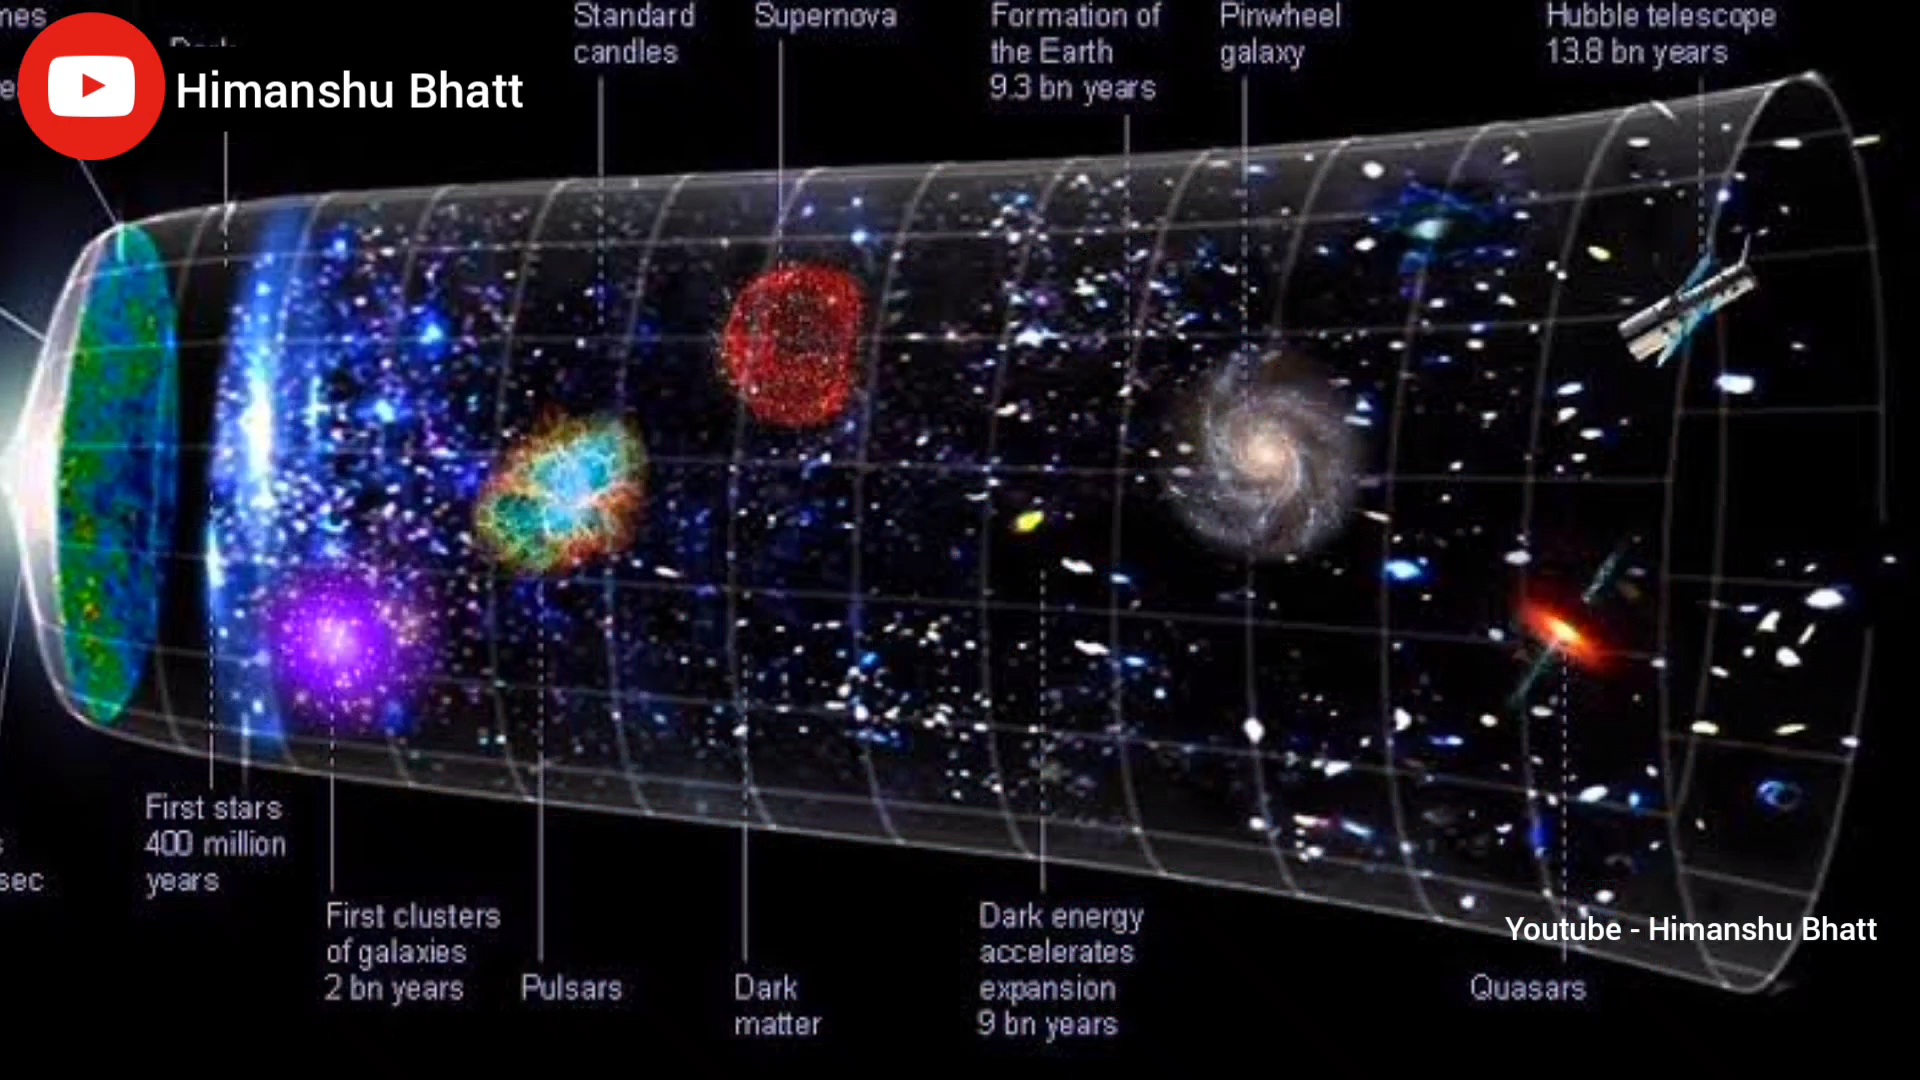 Standard
candles
Supernova
Formation of
the Earth
9.3 bn years
Pinwheel
galaxy
Hubble telescope
13.8 bn years
Himanshu Bhatt
First stars
400 million
years
sec
First clusters
of galaxies
2 bn years
Pulsars
Dark
matter
Dark energy
accelerates
expansion
9 bn years
Youtube - Himanshu Bhatt
Quasars